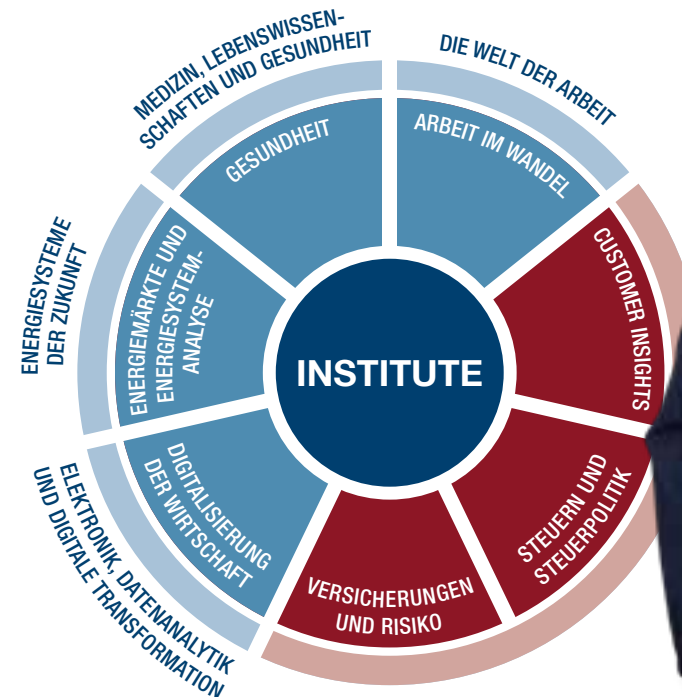 MEDIZIN, LEBENSWISSEN-
SCHAFTEN UND GESUNDHEIT
DIE WELT DER ARBEIT
GESUNDHEIT
ARBEIT IM WANDEL
ENERGIESYSTEME
DER ZUKUNFT
ENERGIEMÄRKTE UND
ENERGIESYSTEM-
ANALYSE
CUSTOMER INSIGHTS
INSTITUTE
ELEKTRONIK, DATENANALYTIK
UND DIGITALE TRANSFORMATION
DIGITALISIERUNG
DER WIRTSCHAFT
STEUERN UND
STEUERPOLITIK
VERSICHERUNGEN
UND RISIKO